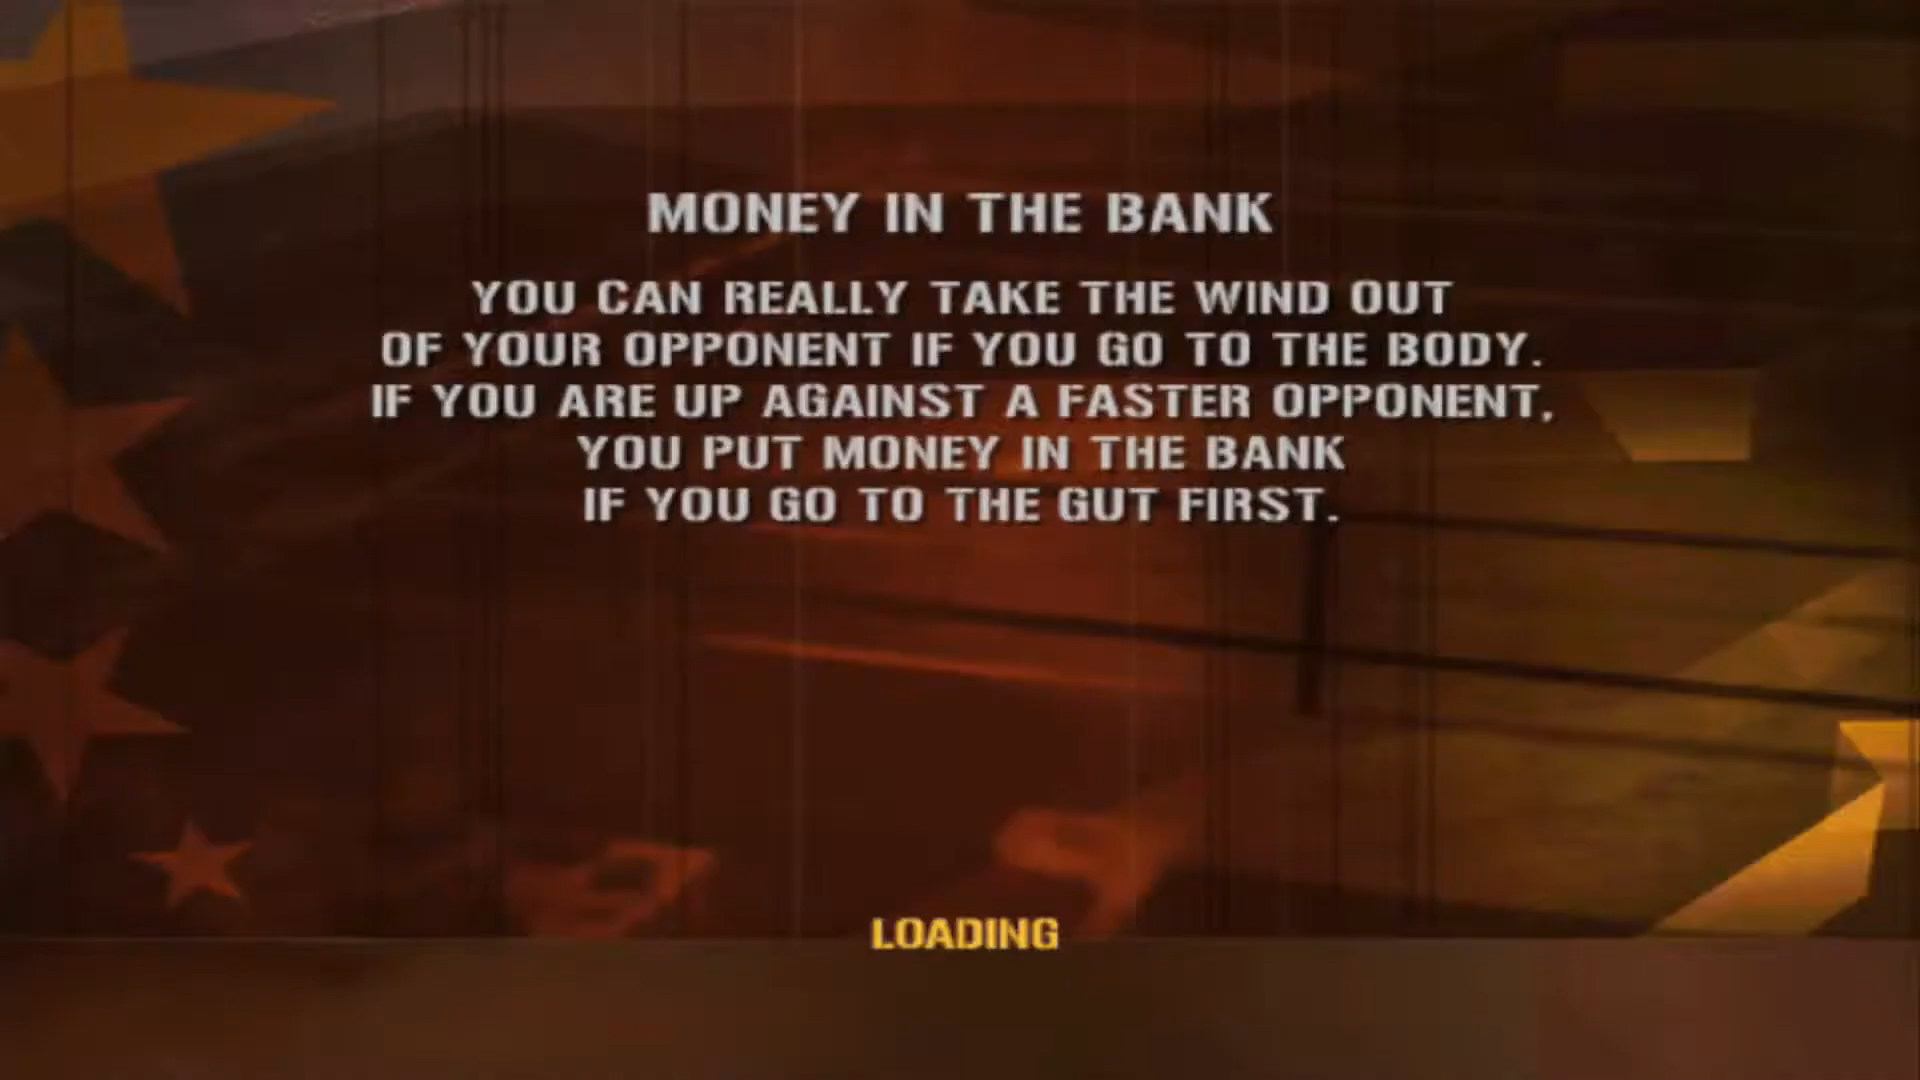 MONEY IN THE BANK
YOU CAN REALLY TAKE THE WIND OUT
OF YOUR OPPONENT IF YOU GO TO THE BODY.
IF YOU ARE UP AGAINST A FASTER OPPONENT,
YOU PUT MONEY IN THE BANK
IF YOU GO TO THE GUT FIRST.
LOADING